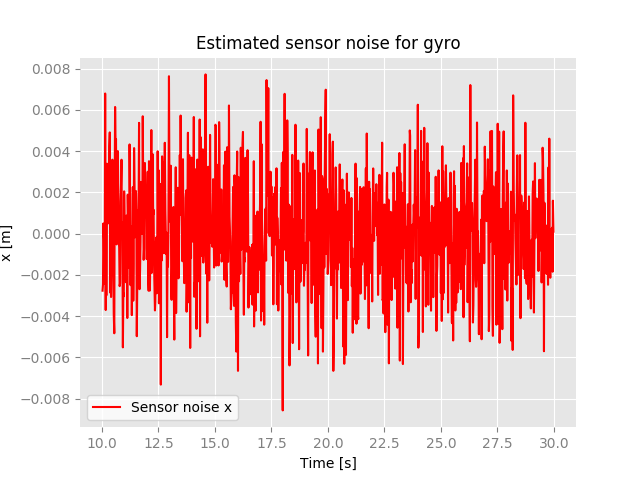 Estimated sensor noise for gyro
0.008
0.006
0.004
0.002
0.000
−0.002
−0.004
−0.006
−0.008
x [m]
Sensor noise x
10.0 12.5 15.0 17.5 20.0 22.5 25.0 27.5 30.0
Time [s]